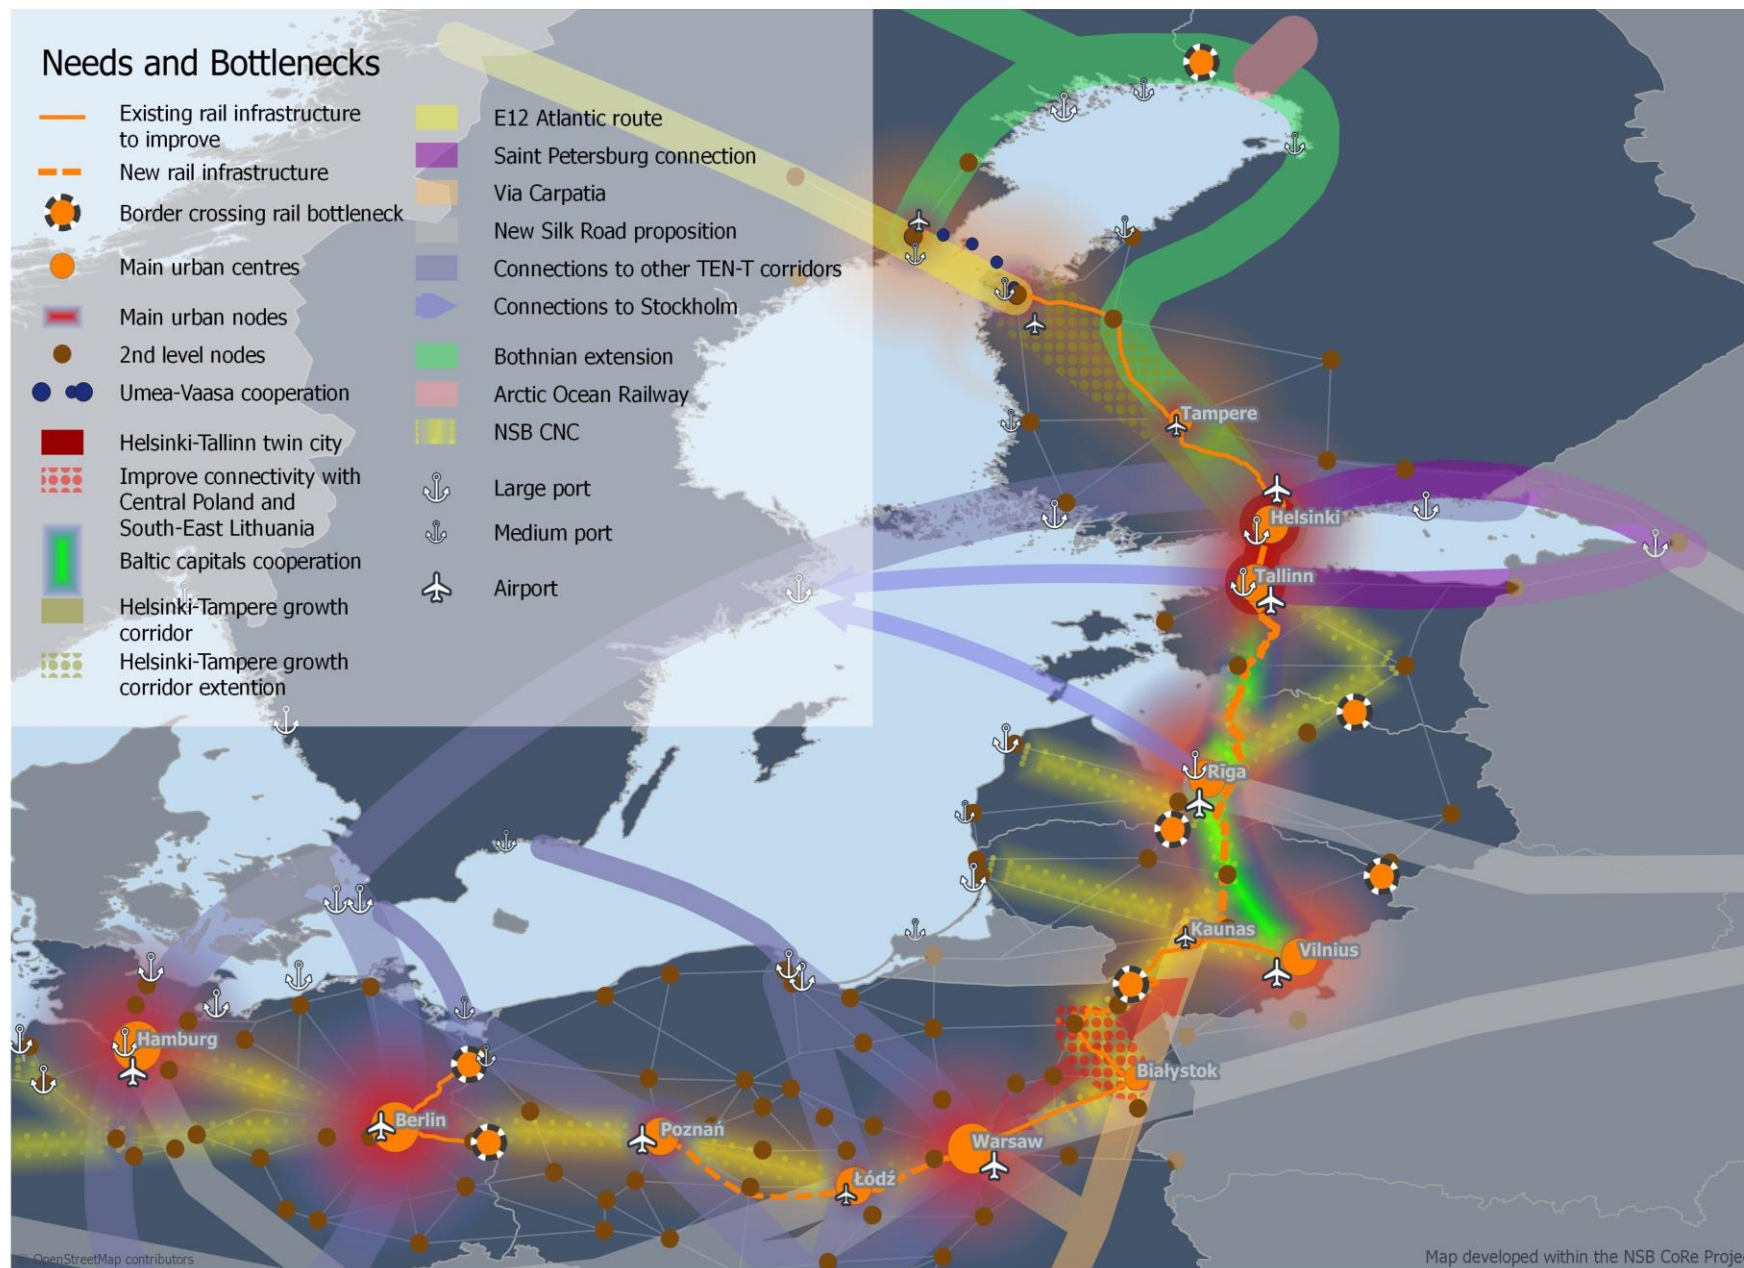 Needs and Bottlenecks
Existing rail infrastructure
to improve
New rail infrastructure
Border crossing rail bottleneck
Main urban centres
Main urban nodes
2nd level nodes
Umea-Vaasa cooperation
Helsinki-Tallinn twin city
Improve connectivity with
Central Poland and
South-East Lithuania
Baltic capitals cooperation
Helsinki-Tampere growth
corridor
Helsinki-Tampere growth
corridor extention
E12 Atlantic route
Saint Petersburg connection
Via Carpatia
New Silk Road proposition
Connections to other TEN-T corridors
Connections to Stockholm
Bothnian extension
Arctic Ocean Railway
NSB CNC
Large port
Medium port
Airport
Tampere
Helsinki
Tallinn
Rīga
Kaunas
Vilnius
Hamburg
Białystok
Berlin
Poznań
Warsaw
Łódź
© OpenStreetMap contributors
Map developed within the NSB CoRe Projec